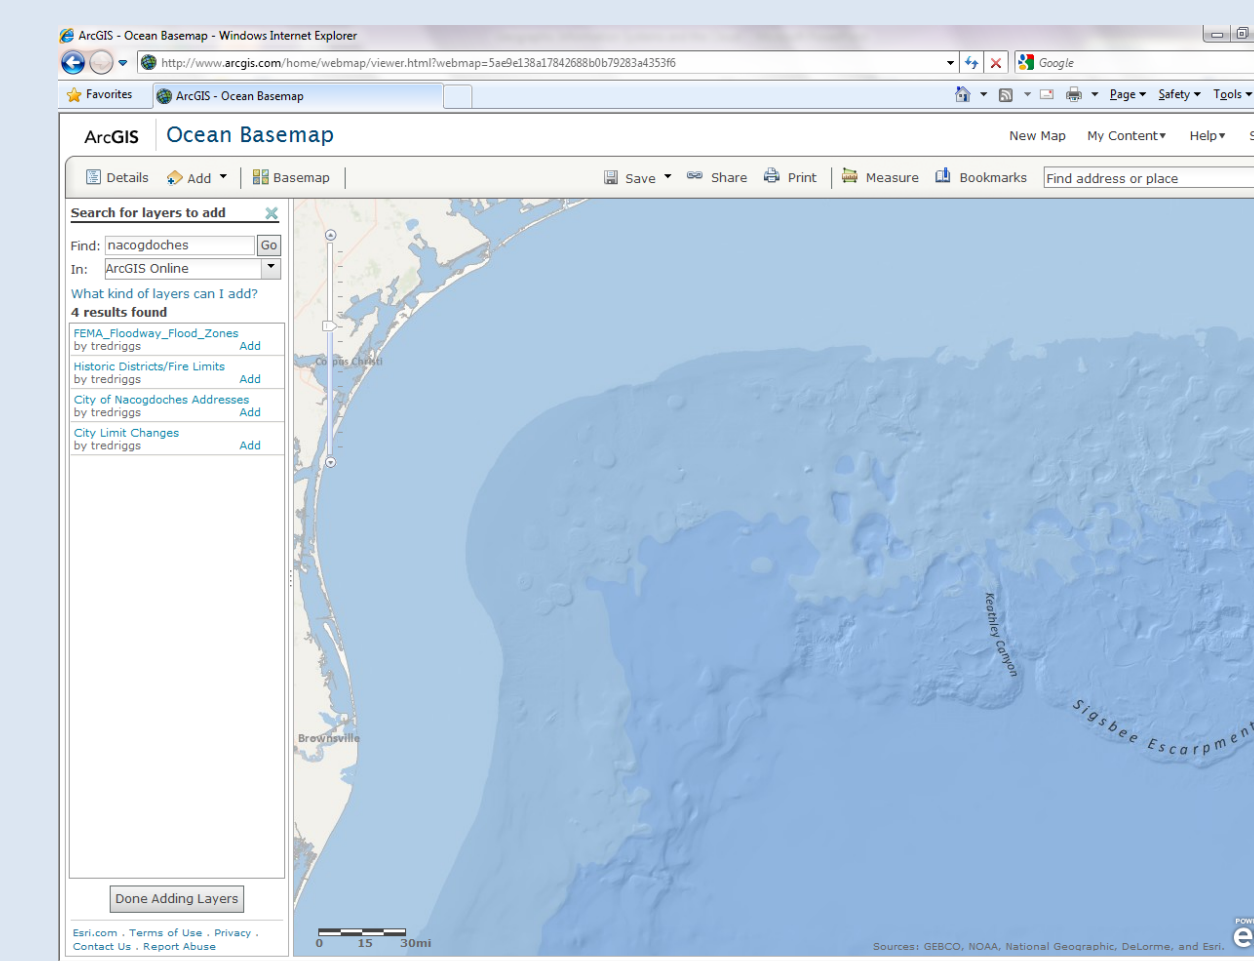 ArcGIS - Ocean Basemap - Windows Internet Explorer
http://www.arcgis.com/home/webmap/viewer.html?webmap=5ae9e138a17842688b0b79283a4353f6
Google
Favorites
ArcGIS - Ocean Basemap
Page
Safety
Tools
ArcGIS
Ocean Basemap
New Map
My Content
Help
Details
Add
Basemap
Save
Share
Print
Measure
Bookmarks
Find address or place
Search for layers to add
Find: nacogdoches Go
In: ArcGIS Online
What kind of layers can I add?
4 results found
FEMA_Floodway_Flood_Zones
by tredriggs Add
Historic Districts/Fire Limits
by tredriggs Add
City of Nacogdoches Addresses
by tredriggs Add
City Limit Changes
by tredriggs Add
Done Adding Layers
Esri.com . Terms of Use . Privacy .
Contact Us . Report Abuse
Corpus Christi
Brownsville
Keathley Canyon
Sigsbee Escarpment
0 15 30mi
Sources: GEBCO, NOAA, National Geographic, DeLorme, and Esri.